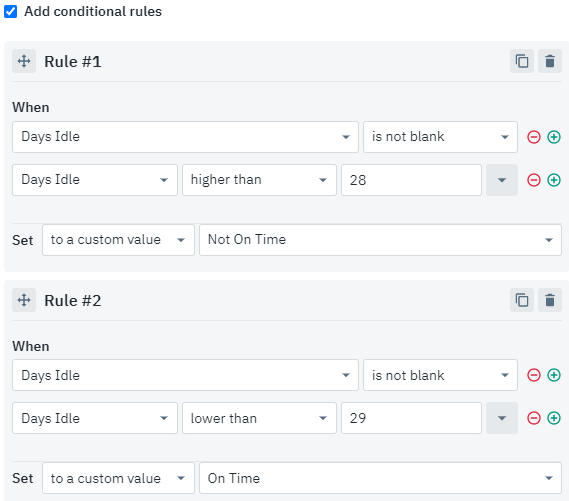 Add conditional rules
Rule #1
When
Days Idle is not blank
Days Idle higher than 28
Set to a custom value Not On Time
Rule #2
When
Days Idle is not blank
Days Idle lower than 29
Set to a custom value On Time